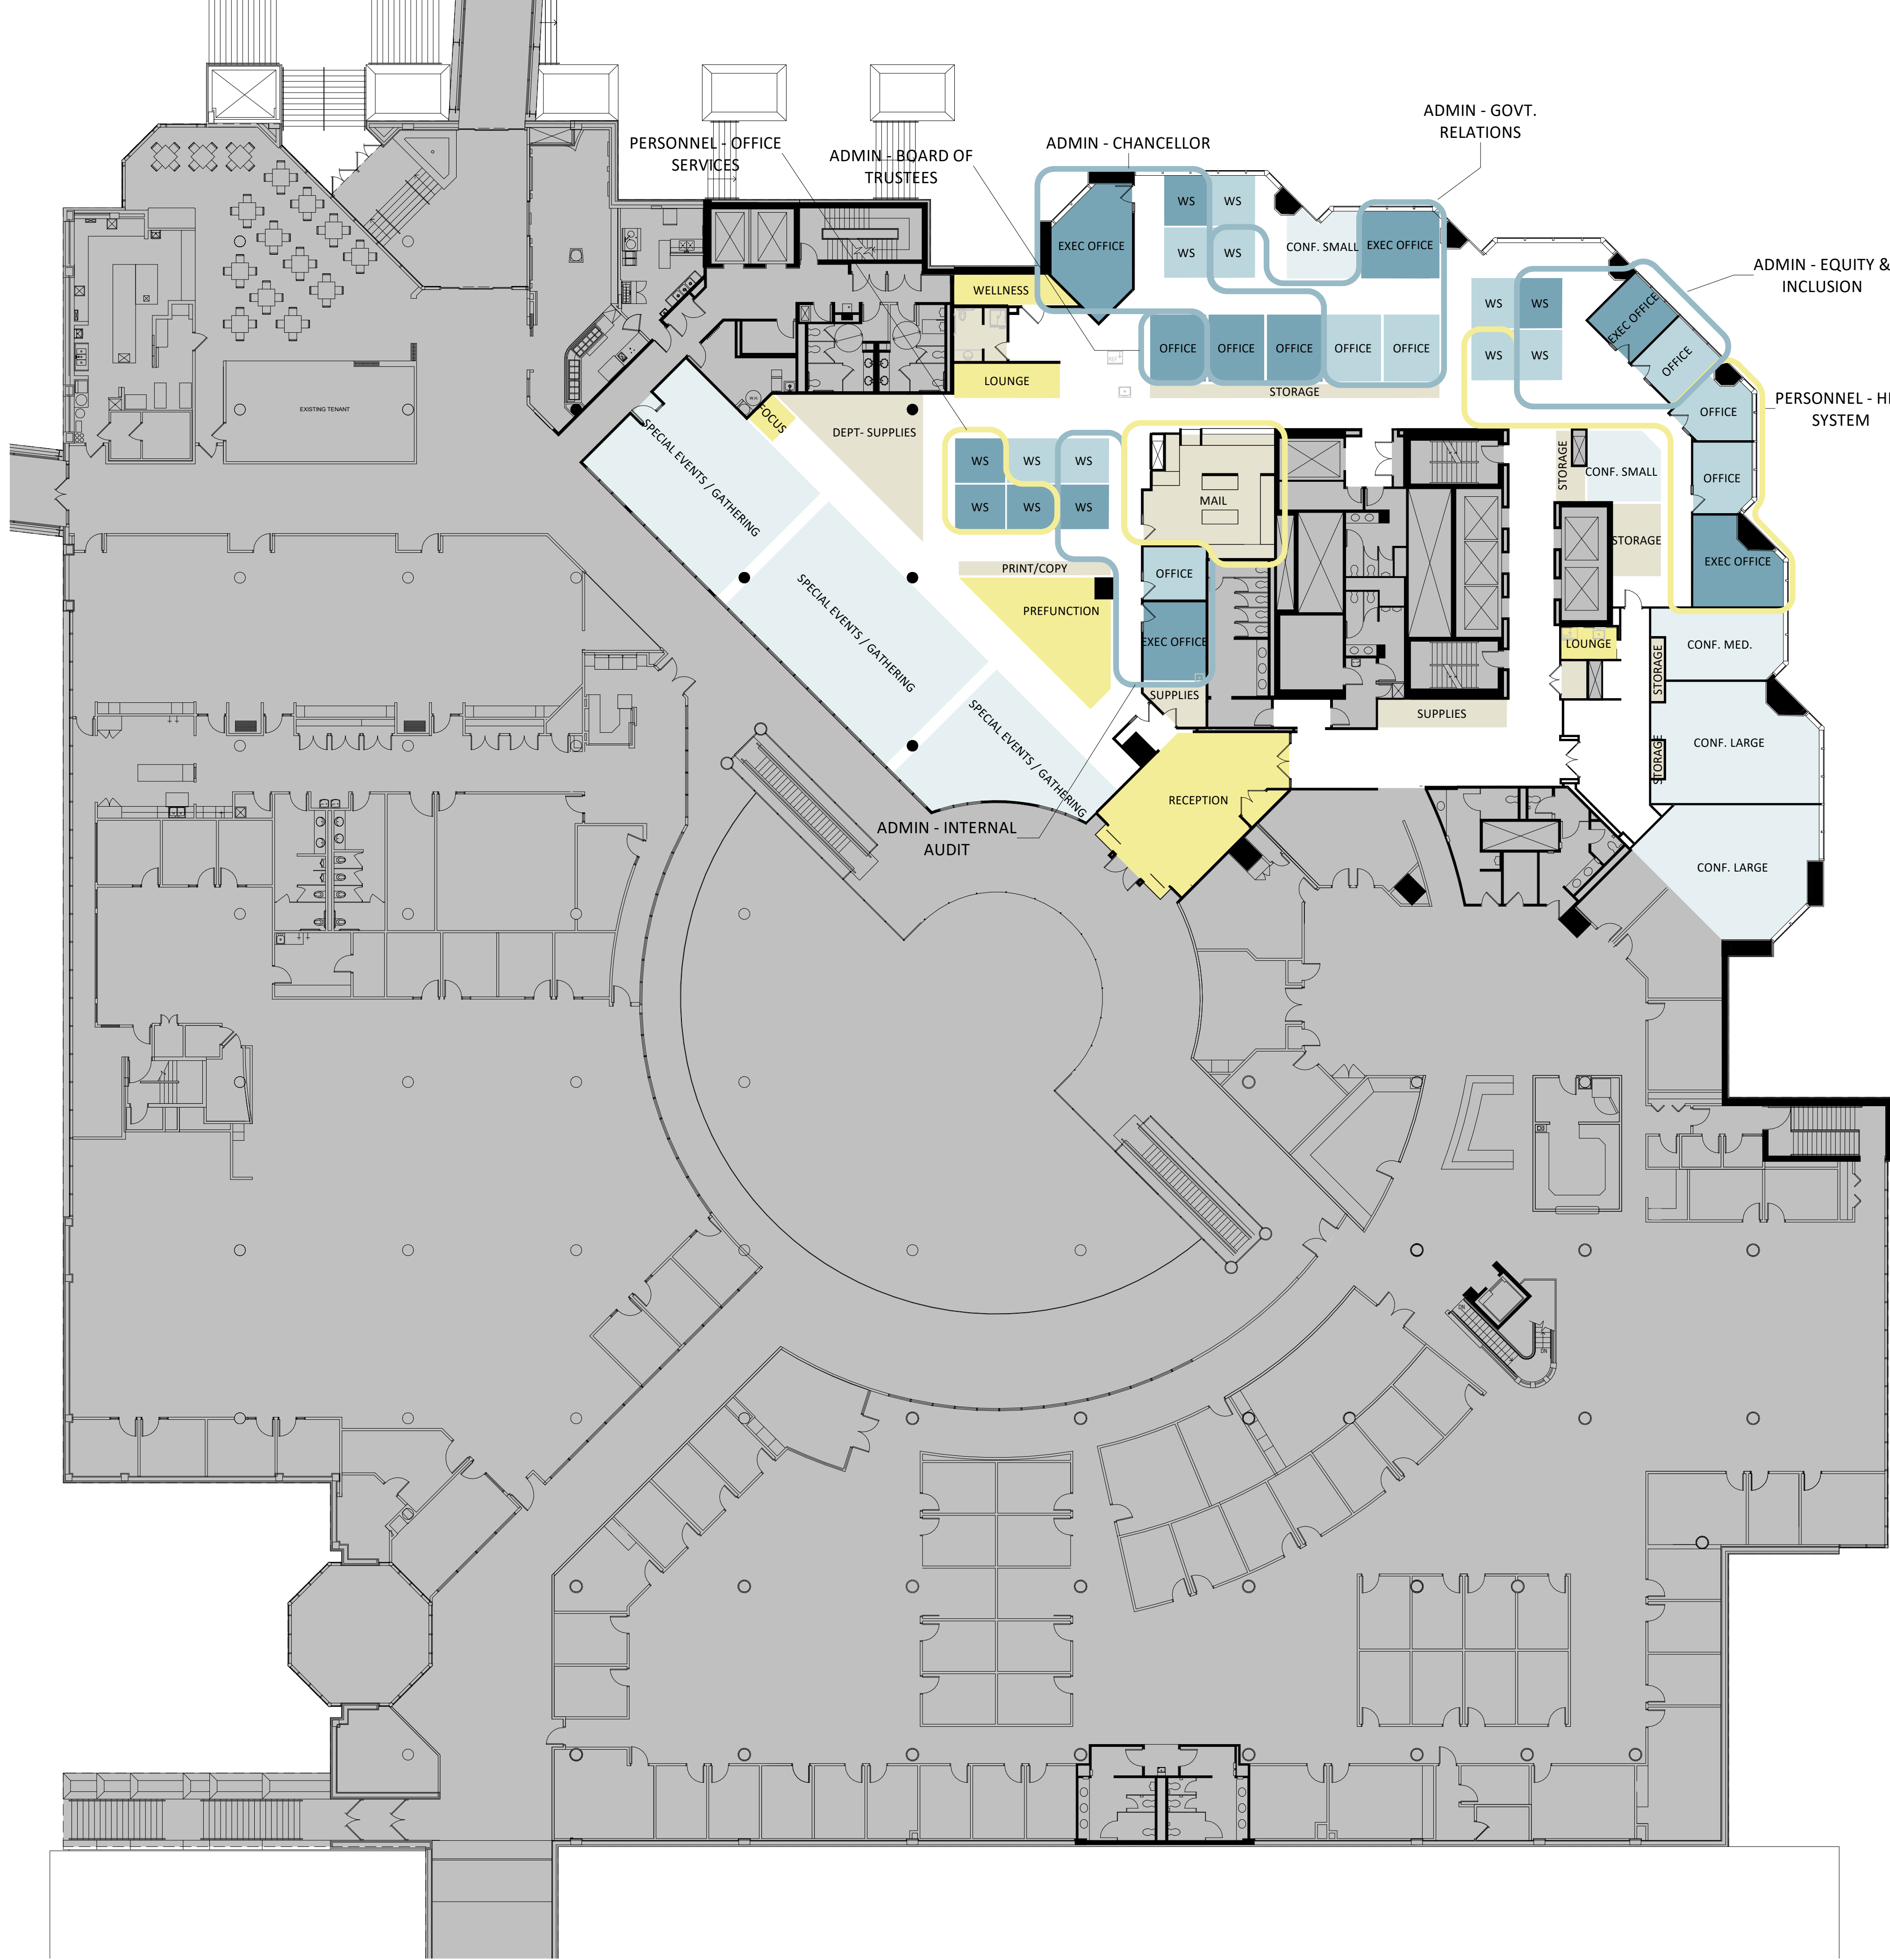 ADMIN - GOVT.
RELATIONS
PERSONNEL - OFFICE
SERVICES
ADMIN - BOARD OF
TRUSTEES
ADMIN - CHANCELLOR
WS
WS
EXEC OFFICE
WS
WS
CONF. SMALL
EXEC OFFICE
ADMIN - EQUITY &
INCLUSION
WELLNESS
WS
WS
EXEC OFFICE
OFFICE
OFFICE
OFFICE
OFFICE
OFFICE
WS
WS
OFFICE
REF
LOUNGE
STORAGE
PERSONNEL - H
SYSTEM
EXISTING TENANT
FOCUS
DEPT- SUPPLIES
OFFICE
SPECIAL EVENTS / GATHERING
WS
WS
WS
STORAGE
CONF. SMALL
OFFICE
MAIL
WS
WS
WS
STORAGE
EXEC OFFICE
PRINT/COPY
OFFICE
PREFUNCTION
SPECIAL EVENTS / GATHERING
EXEC OFFICE
LOUNGE
CONF. MED.
STORAGE
SUPPLIES
SUPPLIES
SPECIAL EVENTS / GATHERING
CONF. LARGE
STORAGE
RECEPTION
ADMIN - INTERNAL
AUDIT
CONF. LARGE
DN
DN